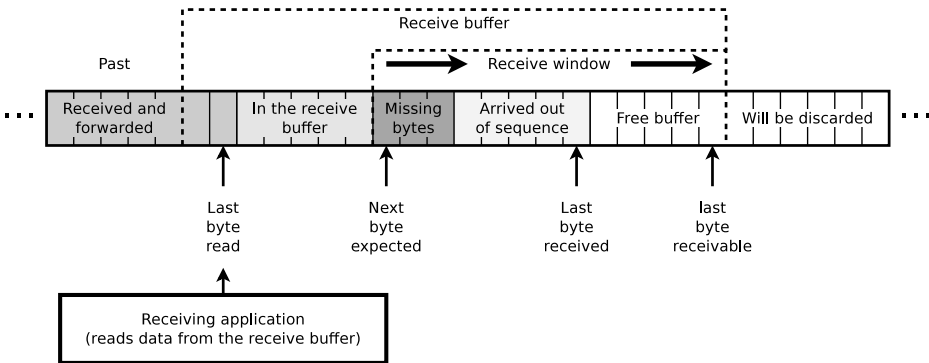 Receive buffer
Past
Receive window
Received and
forwarded
In the receive
buffer
Missing
bytes
Arrived out
of sequence
Free buffer
Will be discarded
Last
byte
read
Next
byte
expected
Last
byte
received
last
byte
receivable
Receiving application
(reads data from the receive buffer)